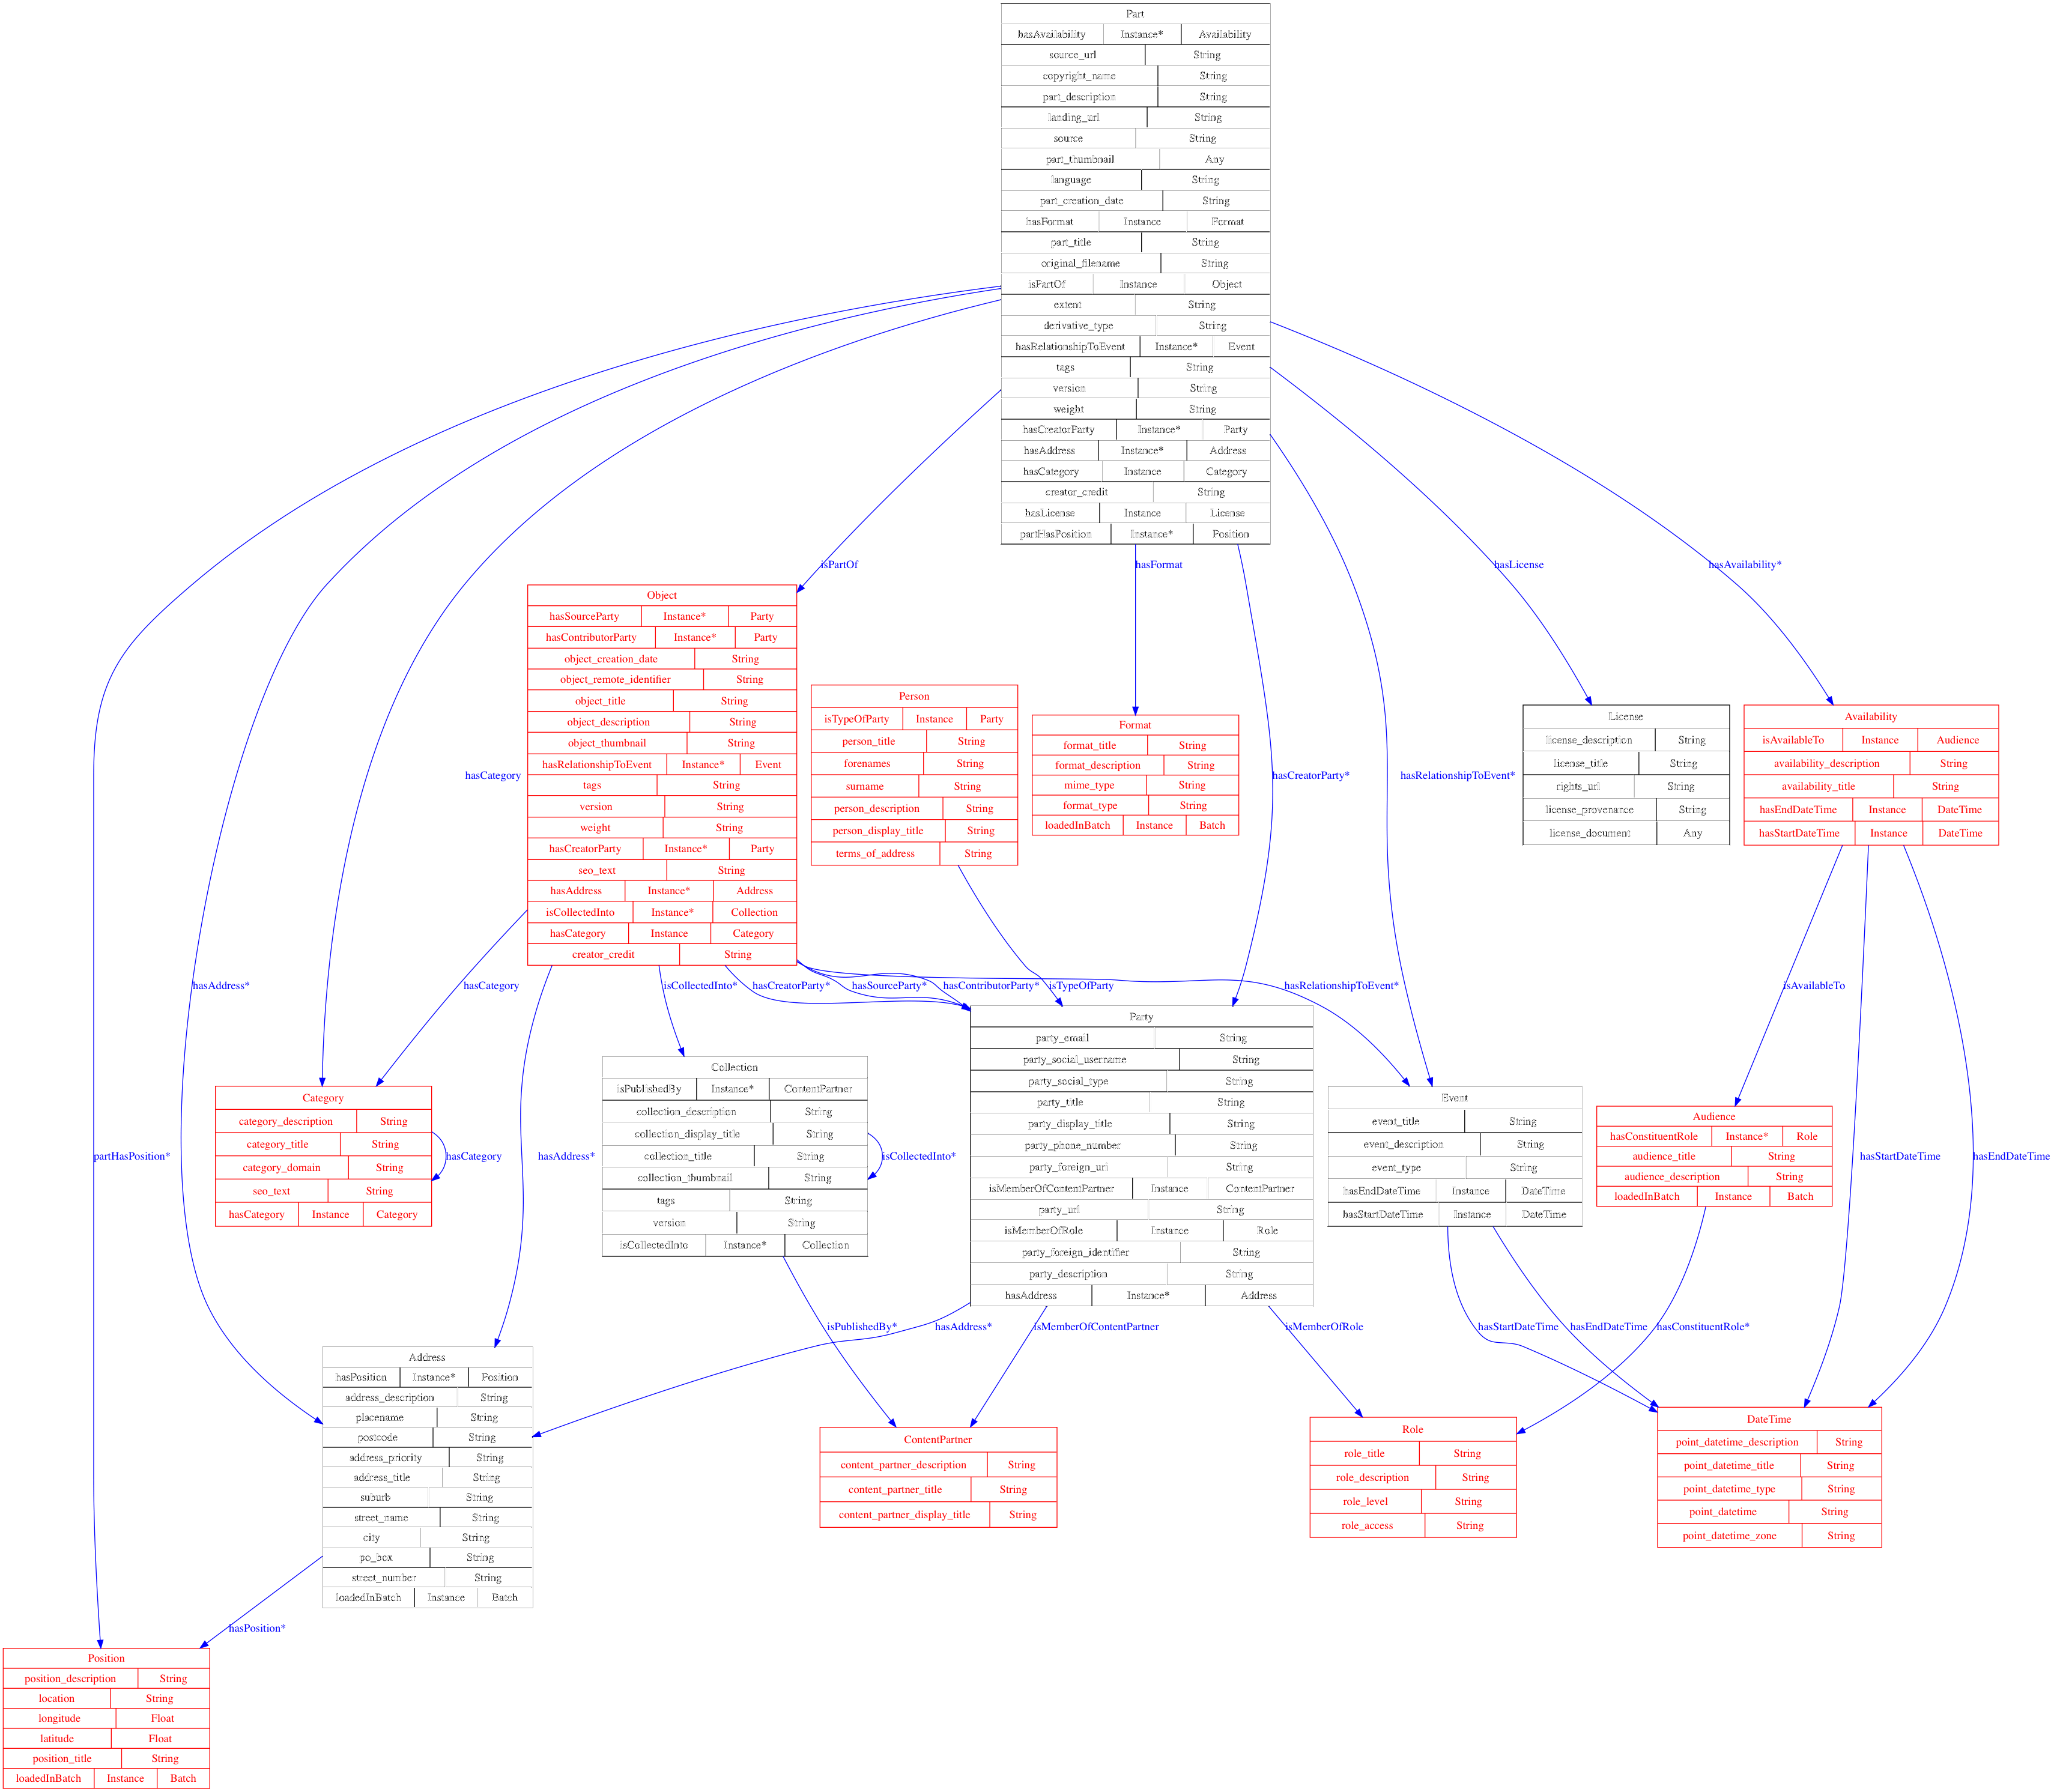 Part
hasAvailability Instance* Availability
source_url String
copyright_name String
part_description String
landing_url String
source String
part_thumbnail Any
language String
part_creation_date String
hasFormat Instance Format
part_title String
original_filename String
isPartOf Instance Object
extent String
derivative_type String
hasRelationshipToEvent Instance* Event
tags String
version String
weight String
hasCreatorParty Instance* Party
hasAddress Instance* Address
hasCategory Instance Category
creator_credit String
hasLicense Instance License
partHasPosition Instance* Position
isPartOf
hasFormat
hasLicense
hasAvailability*
Object
hasSourceParty Instance* Party
hasContributorParty Instance* Party
object_creation_date String
object_remote_identifier String
object_title String
object_description String
object_thumbnail String
hasRelationshipToEvent Instance* Event
tags String
version String
weight String
hasCreatorParty Instance* Party
seo_text String
hasAddress Instance* Address
isCollectedInto Instance* Collection
hasCategory Instance Category
creator_credit String
Person
isTypeOfParty Instance Party
person_title String
forenames String
surname String
person_description String
person_display_title String
terms_of_address String
Format
format_title String
format_description String
mime_type String
format_type String
loadedInBatch Instance Batch
License
license_description String
license_title String
rights_url String
license_provenance String
license_document Any
Availability
isAvailableTo Instance Audience
availability_description String
availability_title String
hasEndDateTime Instance DateTime
hasStartDateTime Instance DateTime
hasCategory
hasCreatorParty*
hasRelationshipToEvent*
hasAddress*
hasCategory
isCollectedInto*
hasCreatorParty*
hasSourceParty*
hasContributorParty*
isTypeOfParty
hasRelationshipToEvent*
isAvailableTo
Category
category_description String
category_title String
category_domain String
seo_text String
hasCategory Instance Category
Collection
isPublishedBy Instance* ContentPartner
collection_description String
collection_display_title String
collection_title String
collection_thumbnail String
tags String
version String
isCollectedInto Instance* Collection
Party
party_email String
party_social_username String
party_social_type String
party_title String
party_display_title String
party_phone_number String
party_foreign_uri String
isMemberOfContentPartner Instance ContentPartner
party_url String
isMemberOfRole Instance Role
party_foreign_identifier String
party_description String
hasAddress Instance* Address
Event
event_title String
event_description String
event_type String
hasEndDateTime Instance DateTime
hasStartDateTime Instance DateTime
Audience
hasConstituentRole Instance* Role
audience_title String
audience_description String
loadedInBatch Instance Batch
partHasPosition*
hasCategory
hasAddress*
isCollectedInto*
hasStartDateTime
hasEndDateTime
isPublishedBy*
hasAddress*
isMemberOfContentPartner
isMemberOfRole
hasStartDateTime
hasEndDateTime
hasConstituentRole*
Address
hasPosition Instance* Position
address_description String
placename String
postcode String
address_priority String
address_title String
suburb String
street_name String
city String
po_box String
street_number String
loadedInBatch Instance Batch
ContentPartner
content_partner_description String
content_partner_title String
content_partner_display_title String
Role
role_title String
role_description String
role_level String
role_access String
DateTime
point_datetime_description String
point_datetime_title String
point_datetime_type String
point_datetime String
point_datetime_zone String
hasPosition*
Position
position_description String
location String
longitude Float
latitude Float
position_title String
loadedInBatch Instance Batch